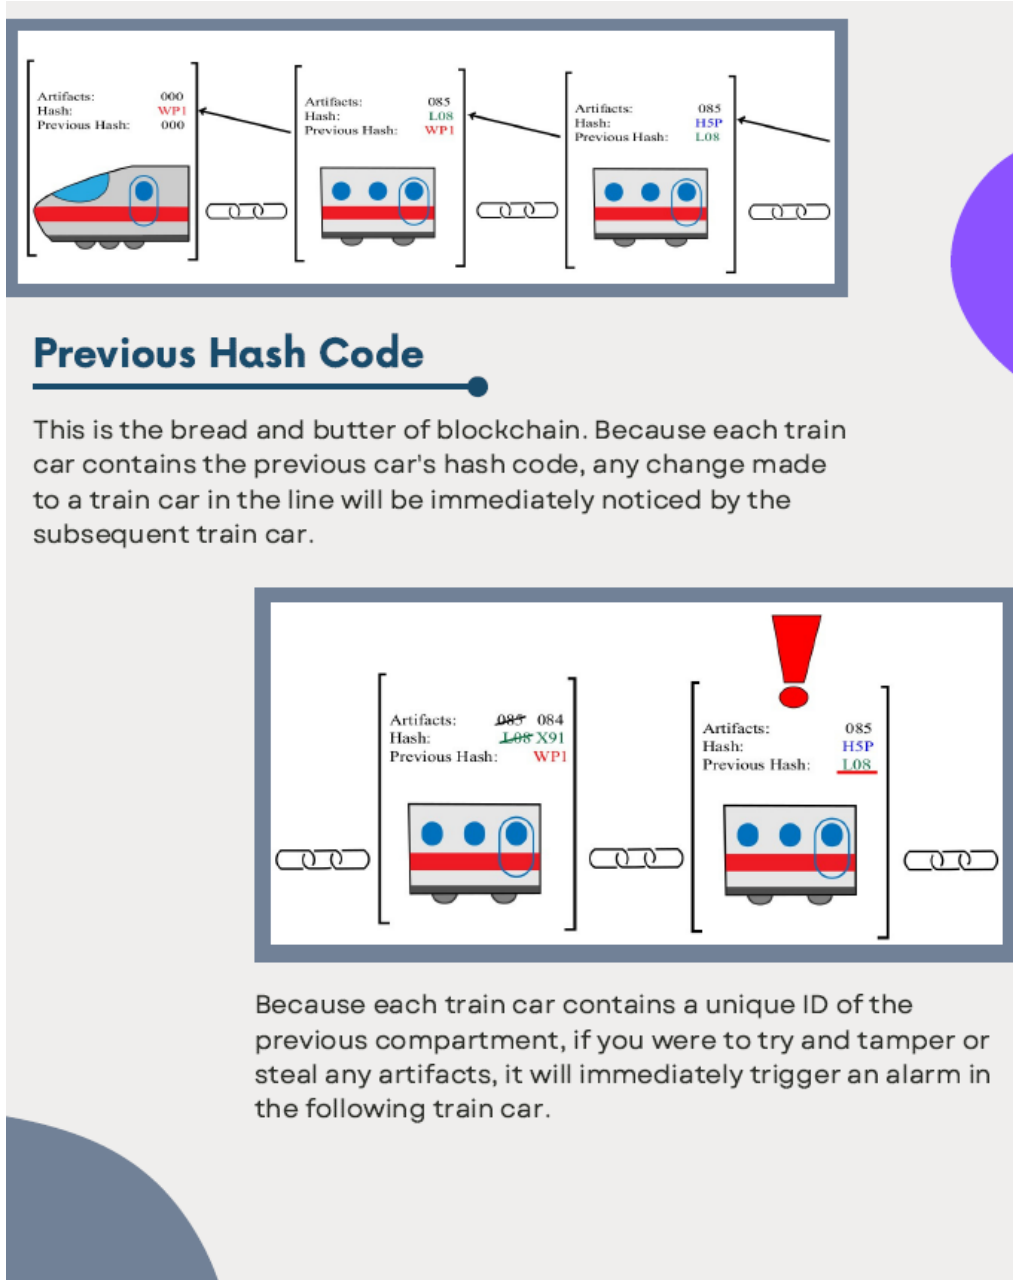 Artifacts: 000
Hash: WP1
Previous Hash: 000
Artifacts: 085
Hash: L08
Previous Hash: WP1
Artifacts: 085
Hash: H5P
Previous Hash: L08
Previous Hash Code
This is the bread and butter of blockchain. Because each train
car contains the previous car's hash code, any change made
to a train car in the line will be immediately noticed by the
subsequent train car.
Artifacts: 085 084
Hash: L08 X91
Previous Hash: WP1
Artifacts: 085
Hash: H5P
Previous Hash: L08
Because each train car contains a unique ID of the
previous compartment, if you were to try and tamper or
steal any artifacts, it will immediately trigger an alarm in
the following train car.